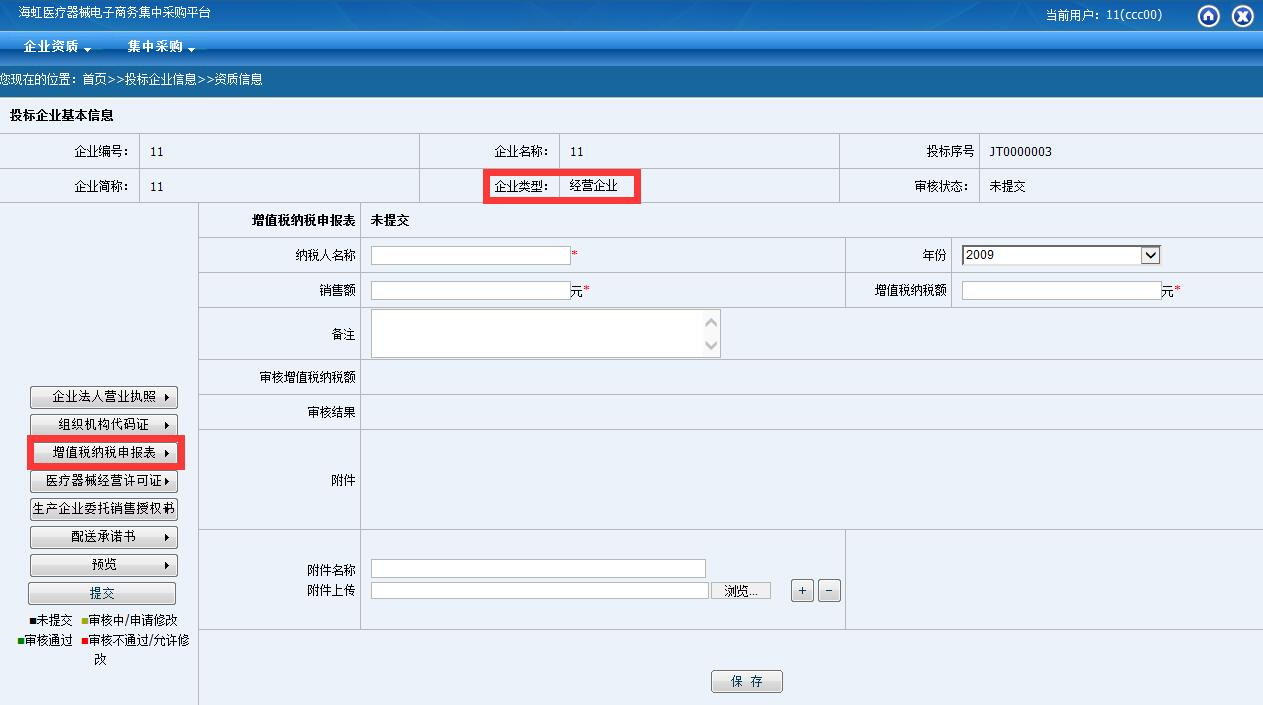 海虹医疗器械电子商务集中采购平台
当前用户：11(ccc00)
企业资质 集中采购
您现在的位置：首页>>投标企业信息>>资质信息
投标企业基本信息
企业编号： 11 企业名称： 11 投标序号 JT0000003
企业简称： 11 企业类型： 经营企业 审核状态： 未提交
增值税纳税申报表 未提交
纳税人名称 * 年份 2009
销售额 元* 增值税纳税额 元*
备注
审核增值税纳税额
审核结果
附件
附件名称
附件上传 浏览... + -
保 存
企业法人营业执照
组织机构代码证
增值税纳税申报表
医疗器械经营许可证
生产企业委托销售授权书
配送承诺书
预览
提交
■未提交 ■审核中/申请修改
■审核通过 ■审核不通过/允许修
改